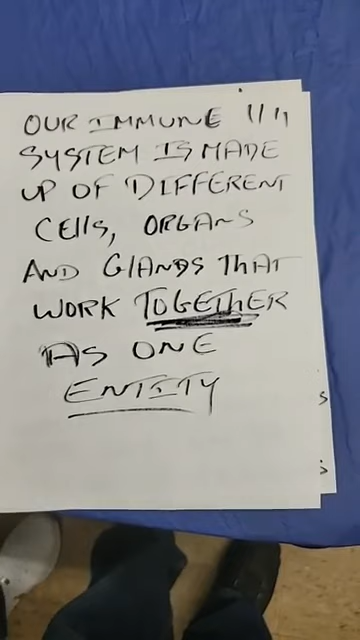 OUR IMMUNE
SYSTEM IS MADE
UP OF DIFFERENT
CELLS, ORGANS
AND GLANDS THAT
WORK TOGETHER
AS ONE
ENTITY
S
S